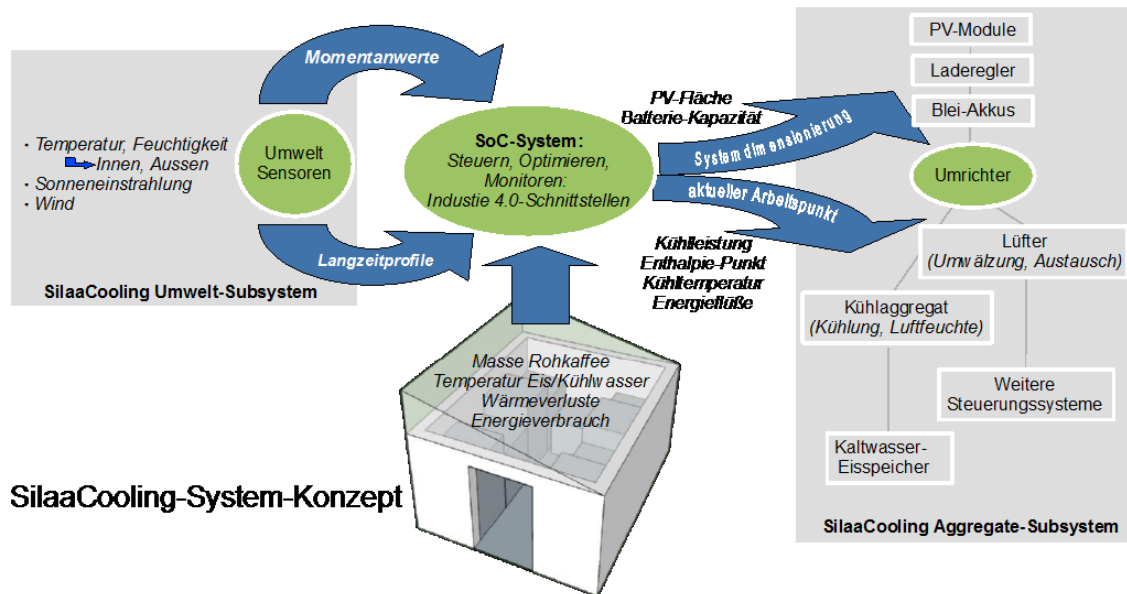 Momentanwerte
· Temperatur, Feuchtigkeit
Innen, Aussen
· Sonneneinstrahlung
· Wind
Umwelt
Sensoren
Langzeitprofile
SilaaCooling Umwelt-Subsystem
SoC-System:
Steuern, Optimieren,
Monitoren:
Industie 4.0-Schnittstellen
PV-Fläche
Batterie-Kapazität
System dimensionierung
aktueller Arbeitspunkt
Kühlleistung
Enthalpie-Punkt
Kühltemperatur
Energieflüße
Masse Rohkaffee
Temperatur Eis/Kühlwasser
Wärmeverluste
Energieverbrauch
SilaaCooling-System-Konzept
PV-Module
Laderegler
Blei-Akkus
Umrichter
Lüfter
(Umwälzung, Austausch)
Kühlaggregat
(Kühlung, Luftfeuchte)
Weitere
Steuerungssysteme
Kaltwasser-
Eisspeicher
SilaaCooling Aggregate-Subsystem